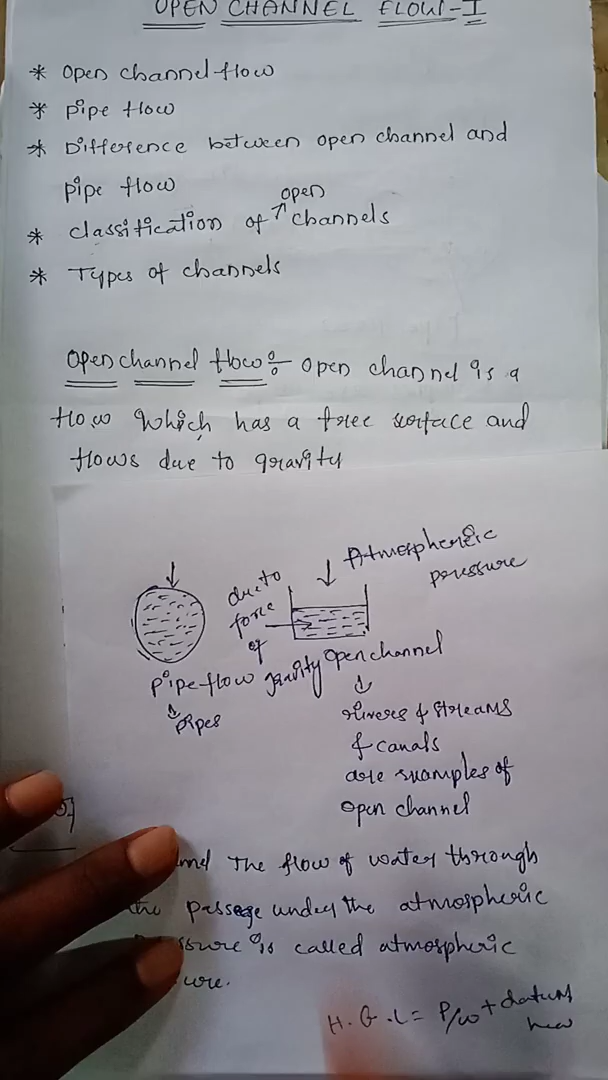 OPEN CHANNEL FLOW-I
* Open channel flow
* Pipe flow
* Difference between open channel and
pipe flow
open
* classification of ↑ channels
* Types of channels
Open channel flow :- open channel is a
flow which has a free surface and
flows due to gravity
Atmospheric
pressure
due to
force
of
gravity
pipe flow
open channel
↓
pipes
↓
rivers & streams
& canals
are examples of
open channel
The flow of water through
the passage under the atmospheric
is called atmospheric
H.G.L = P/w + datum